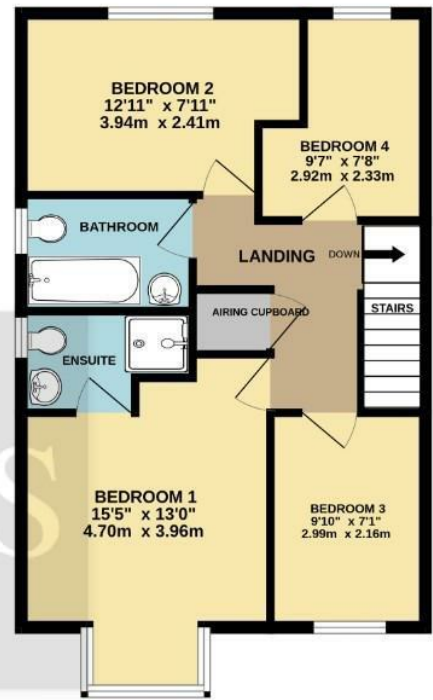 BEDROOM 2
12'11" x 7'11"
3.94m x 2.41m
BEDROOM 4
9'7" x 7'8"
2.92m x 2.33m
BATHROOM
LANDING
DOWN
AIRING CUPBOARD
STAIRS
ENSUITE
BEDROOM 1
15'5" x 13'0"
4.70m x 3.96m
BEDROOM 3
9'10" x 7'1"
2.99m x 2.16m
S